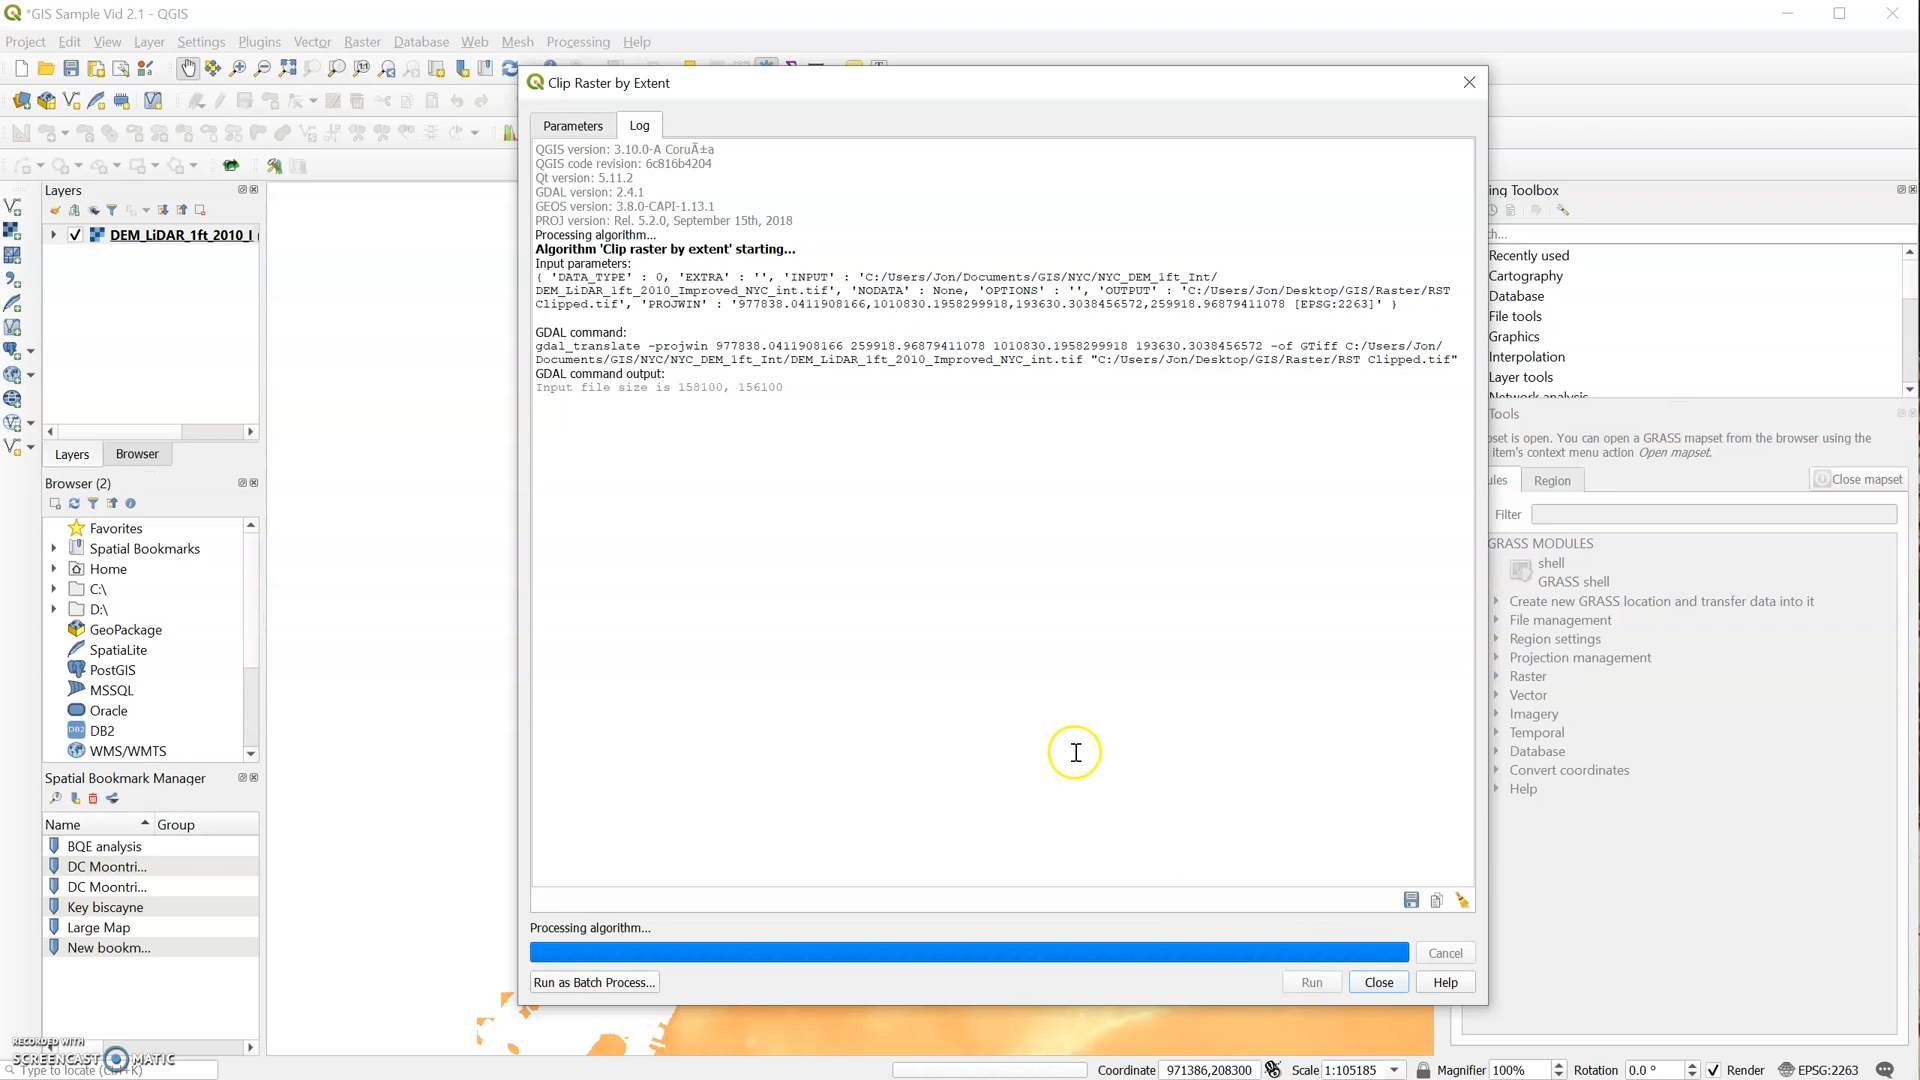 *GIS Sample Vid 2.1 - QGIS
Project Edit View Layer Settings Plugins Vector Raster Database Web Mesh Processing Help
Clip Raster by Extent
Parameters Log
QGIS version: 3.10.0-A CoruÃ±a
QGIS code revision: 6c816b4204
Qt version: 5.11.2
GDAL version: 2.4.1
GEOS version: 3.8.0-CAPI-1.13.1
PROJ version: Rel. 5.2.0, September 15th, 2018
Processing algorithm...
Algorithm 'Clip raster by extent' starting...
Input parameters:
{ 'DATA_TYPE' : 0, 'EXTRA' : '', 'INPUT' : 'C:/Users/Jon/Documents/GIS/NYC/NYC_DEM_1ft_Int/
DEM_LiDAR_1ft_2010_Improved_NYC_int.tif', 'NODATA' : None, 'OPTIONS' : '', 'OUTPUT' : 'C:/Users/Jon/Desktop/GIS/Raster/RST
Clipped.tif', 'PROJWIN' : '977838.0411908166,1010830.1958299918,193630.3038456572,259918.96879411078 [EPSG:2263]' }
GDAL command:
gdal_translate -projwin 977838.0411908166 259918.96879411078 1010830.1958299918 193630.3038456572 -of GTiff C:/Users/Jon/
Documents/GIS/NYC/NYC_DEM_1ft_Int/DEM_LiDAR_1ft_2010_Improved_NYC_int.tif "C:/Users/Jon/Desktop/GIS/Raster/RST Clipped.tif"
GDAL command output:
Input file size is 158100, 156100
Processing algorithm...
Cancel
Run as Batch Process... Run Close Help
Layers
DEM_LiDAR_1ft_2010_I
Layers Browser
Browser (2)
Favorites
Spatial Bookmarks
Home
C:\
D:\
GeoPackage
SpatiaLite
PostGIS
MSSQL
Oracle
DB2
WMS/WMTS
Spatial Bookmark Manager
Name Group
BQE analysis
DC Moontri...
DC Moontri...
Key biscayne
Large Map
New bookm...
RECORDED WITH
SCREENCAST MATIC
Type to locate (Ctrl+K)
ing Toolbox
ch...
Recently used
Cartography
Database
File tools
Graphics
Interpolation
Layer tools
Network analysis
Tools
pset is open. You can open a GRASS mapset from the browser using the
item's context menu action Open mapset.
ules Region Close mapset
Filter
GRASS MODULES
shell
GRASS shell
Create new GRASS location and transfer data into it
File management
Region settings
Projection management
Raster
Vector
Imagery
Temporal
Database
Convert coordinates
Help
Coordinate 971386,208300 Scale 1:105185 Magnifier 100% Rotation 0.0 ° Render EPSG:2263